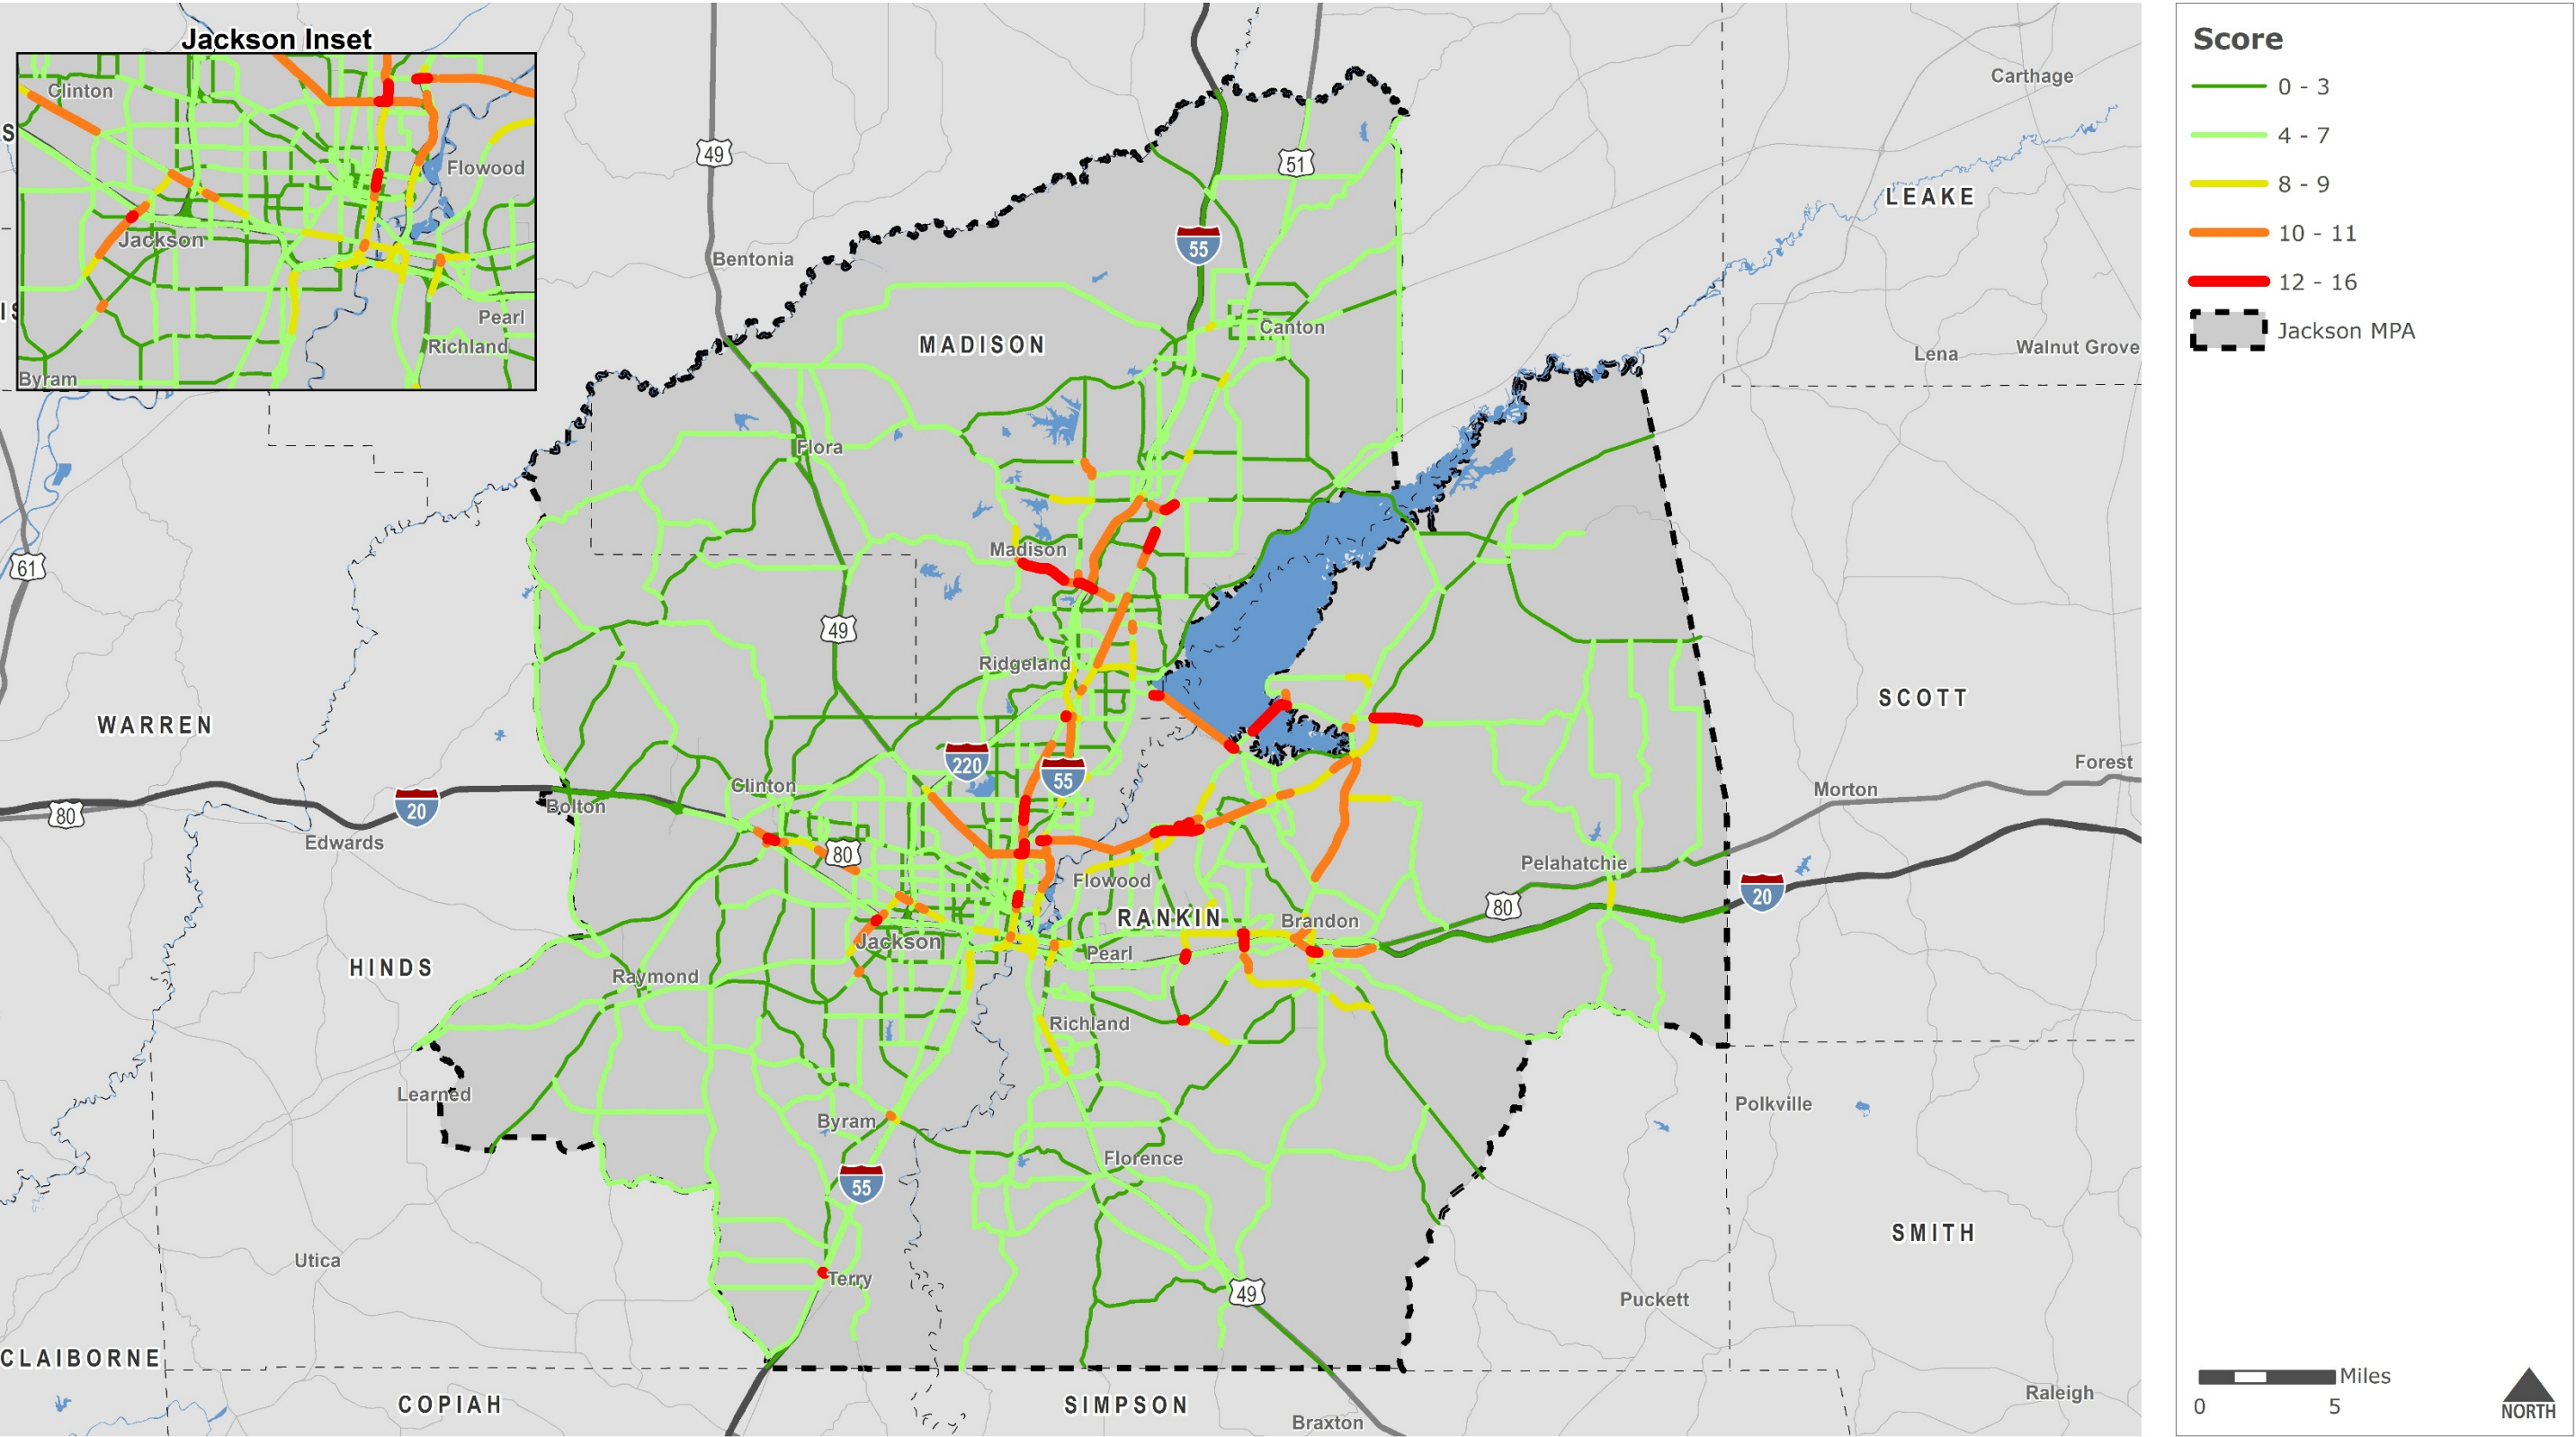 Jackson Inset
Clinton
Flowood
Jackson
Pearl
Richland
Byram
S
IS
49
51
55
Carthage
LEAKE
Bentonia
MADISON
Canton
Lena
Walnut Grove
Flora
61
Madison
49
Ridgeland
SCOTT
WARREN
220
55
Forest
Clinton
Morton
80
20
Bolton
Edwards
80
Pelahatchie
Flowood
20
80
RANKIN
Brandon
Jackson
Pearl
HINDS
Raymond
Richland
Learned
Polkville
Byram
Florence
55
SMITH
Utica
Terry
49
Puckett
CLAIBORNE
COPIAH
SIMPSON
Raleigh
Braxton
Score
0 - 3
4 - 7
8 - 9
10 - 11
12 - 16
Jackson MPA
Miles
0 5
NORTH